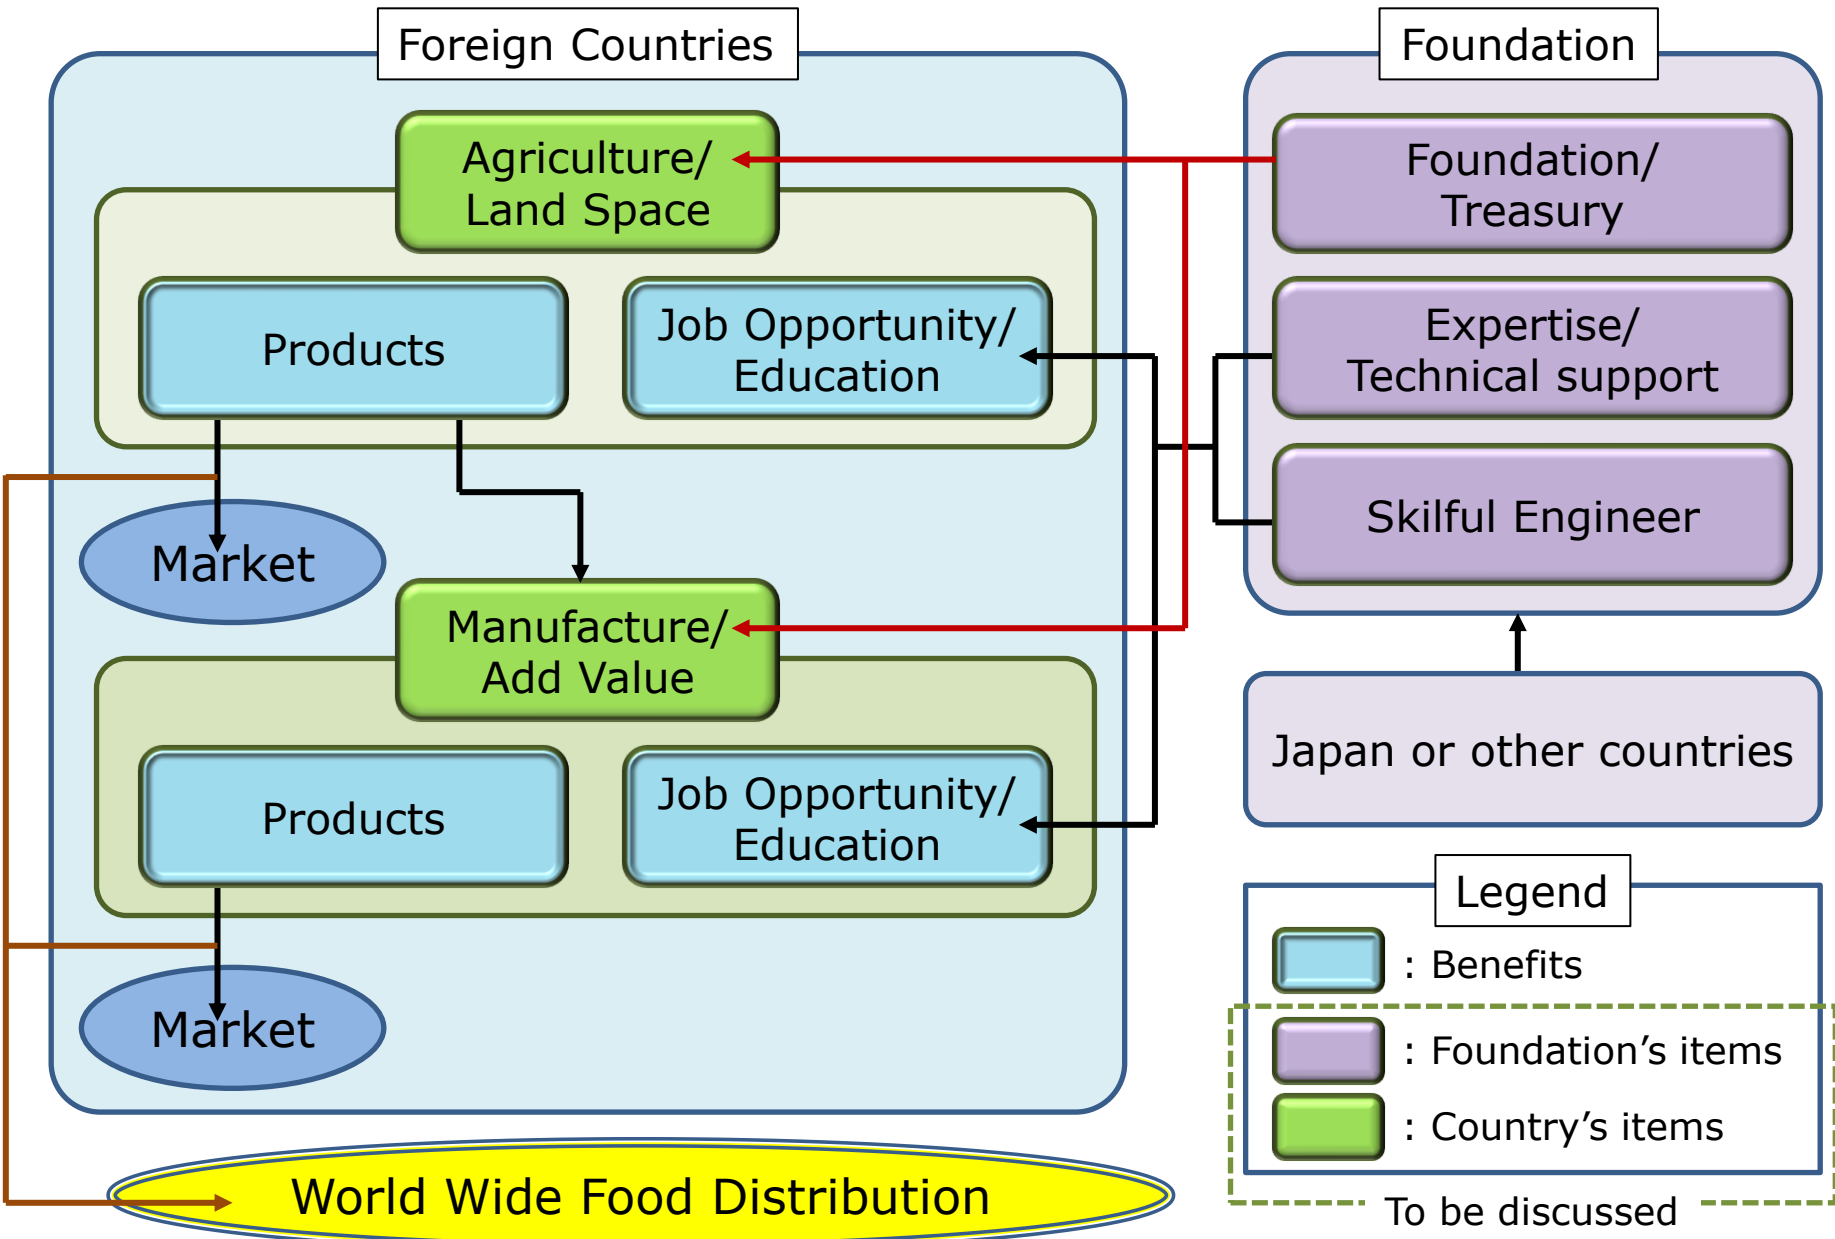 Foreign Countries
Agriculture/
Land Space
Products
Job Opportunity/
Education
Market
Manufacture/
Add Value
Products
Job Opportunity/
Education
Market
World Wide Food Distribution
Foundation
Foundation/
Treasury
Expertise/
Technical support
Skilful Engineer
Japan or other countries
Legend
: Benefits
: Foundation’s items
: Country’s items
To be discussed